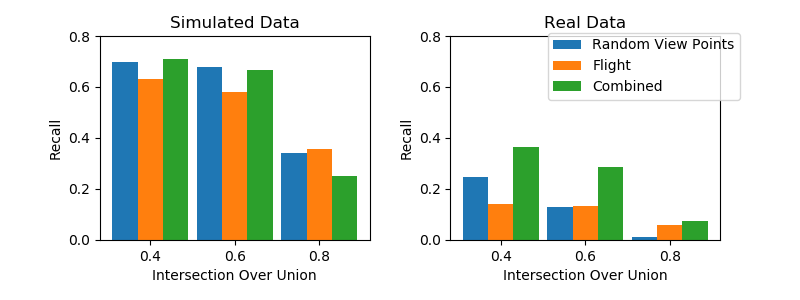 Simulated Data
0.8
0.6
0.4
0.2
0.0
Recall
0.4 0.6 0.8
Intersection Over Union
Real Data
0.8
0.6
0.4
0.2
0.0
Recall
Random View Points
Flight
Combined
0.4 0.6 0.8
Intersection Over Union